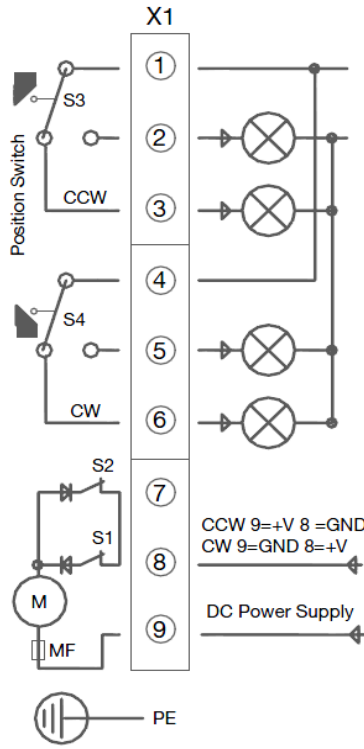 X1
1
S3
2
Position Switch
CCW
3
4
S4
5
CW
6
S2
7
CCW 9=+V 8 =GND
S1
8
CW 9=GND 8=+V
M
9
DC Power Supply
MF
PE